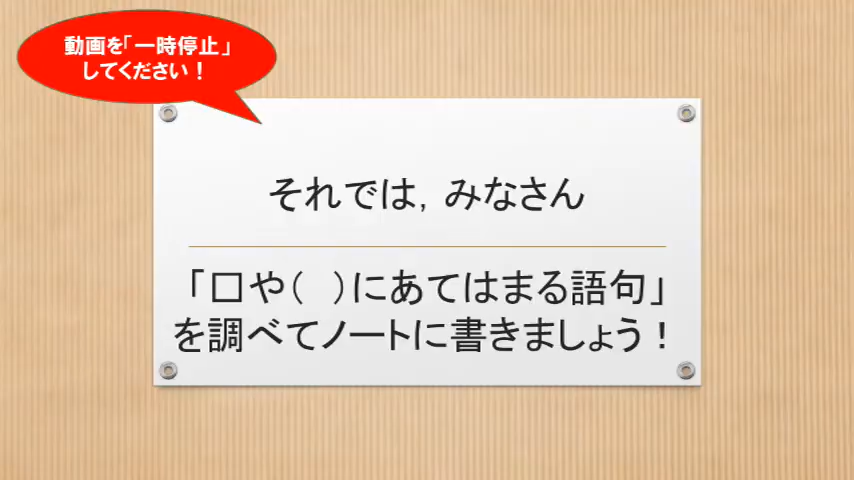 動画を「一時停止」
してください！
それでは，みなさん
「□や（　）にあてはまる語句」
を調べてノートに書きましょう！